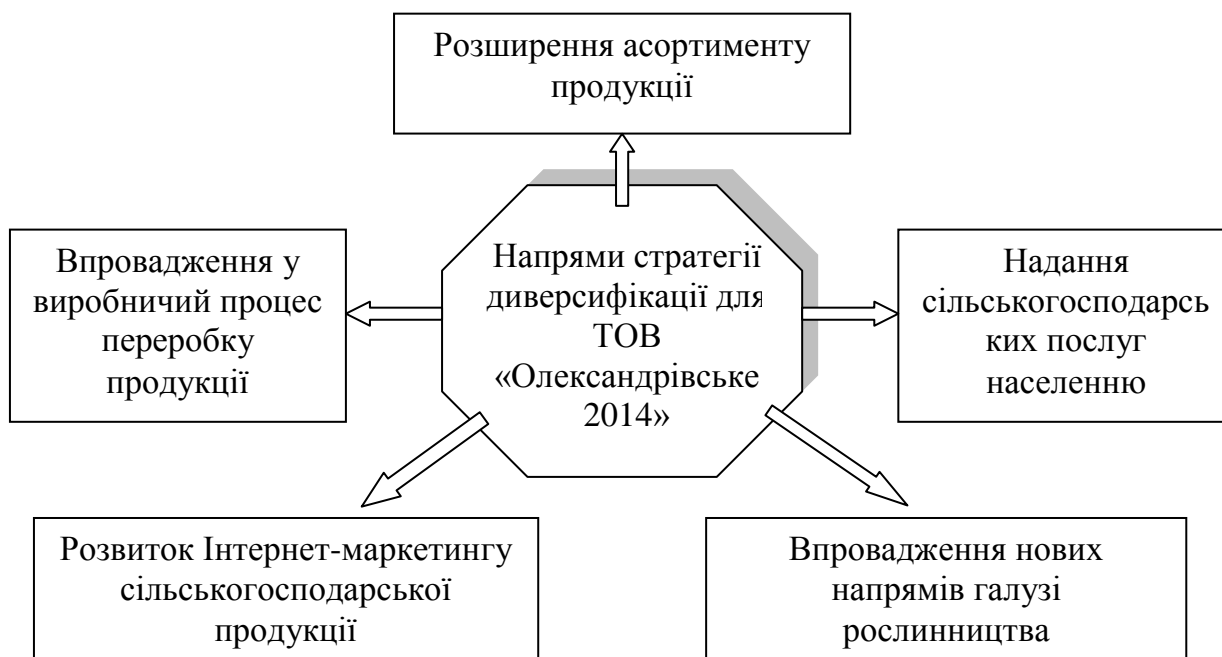 Розширення асортименту
продукції
Впровадження у
виробничий процес
переробку
продукції
Напрями стратегії
диверсифікації для
ТОВ
«Олександрівське
2014»
Надання
сільськогосподарсь
ких послуг
населенню
Розвиток Інтернет-маркетингу
сільськогосподарської
продукції
Впровадження нових
напрямів галузі
рослинництва